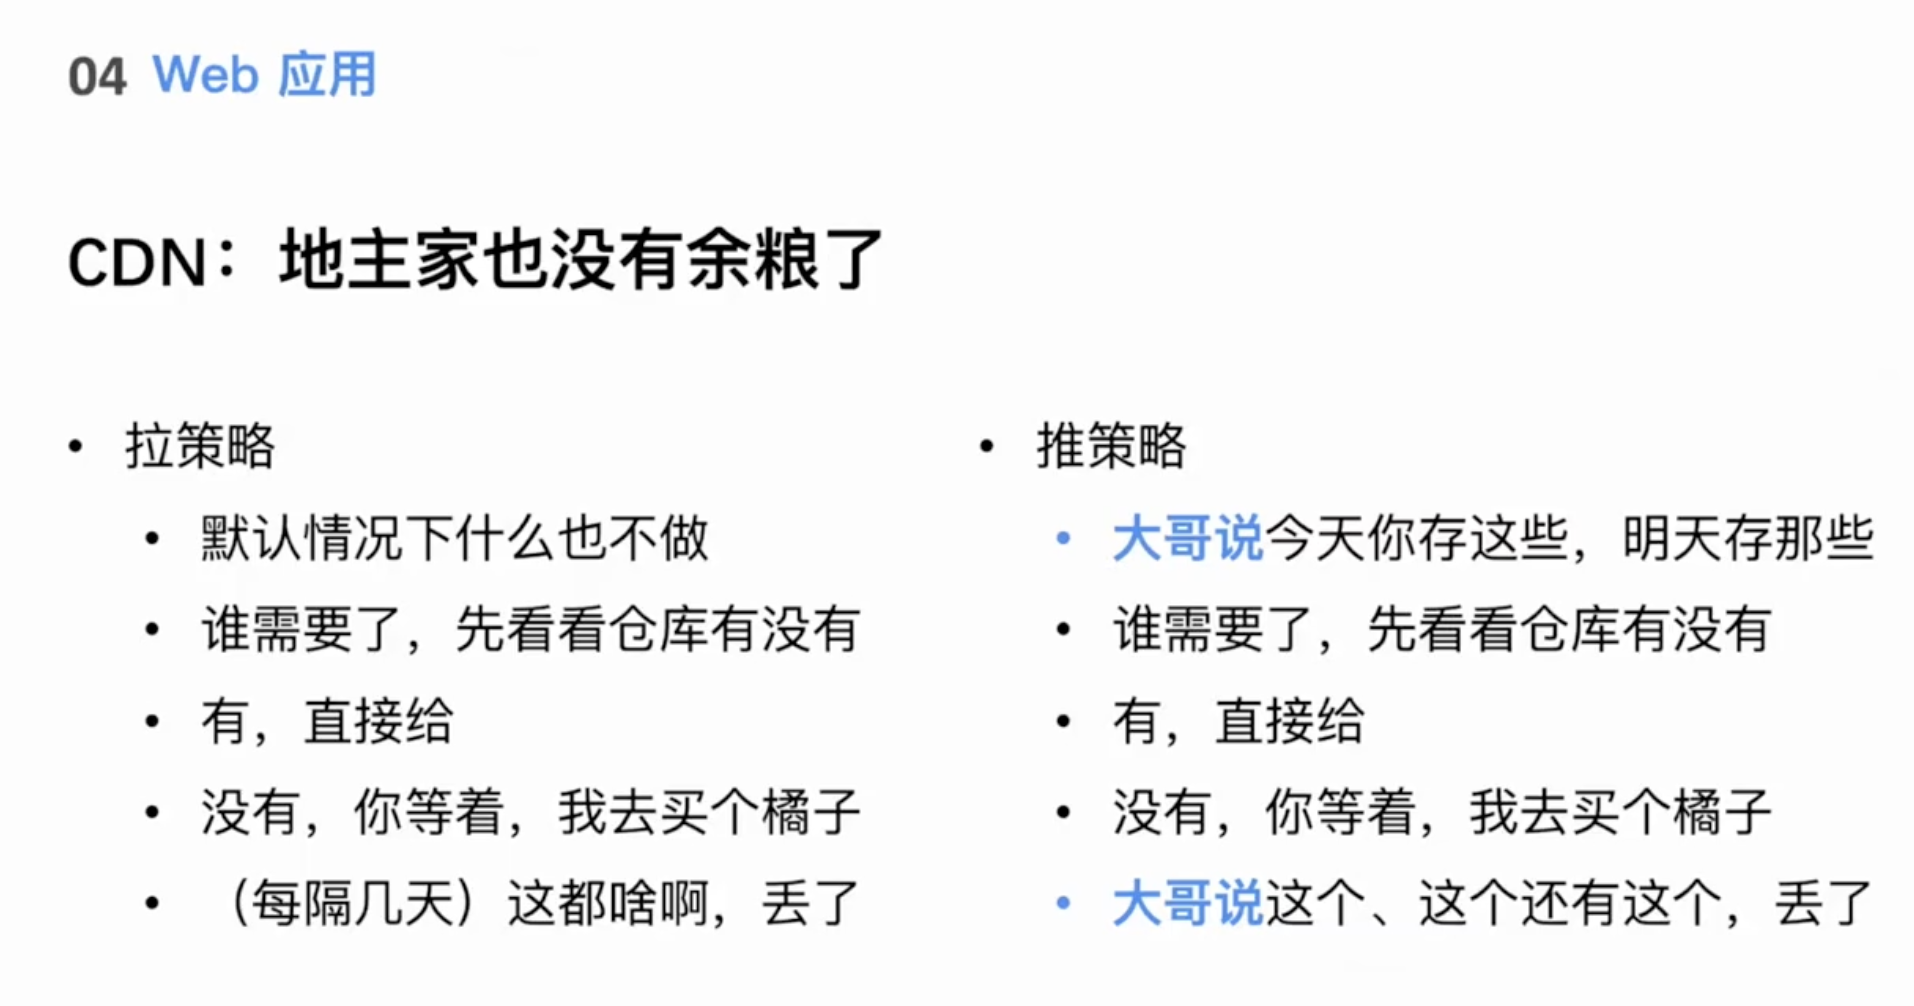 04 Web 应用
CDN：地主家也没有余粮了
• 拉策略
• 默认情况下什么也不做
• 谁需要了，先看看仓库有没有
• 有，直接给
• 没有，你等着，我去买个橘子
• （每隔几天）这都啥啊，丢了
• 推策略
• 大哥说今天你存这些，明天存那些
• 谁需要了，先看看仓库有没有
• 有，直接给
• 没有，你等着，我去买个橘子
• 大哥说这个、这个还有这个，丢了